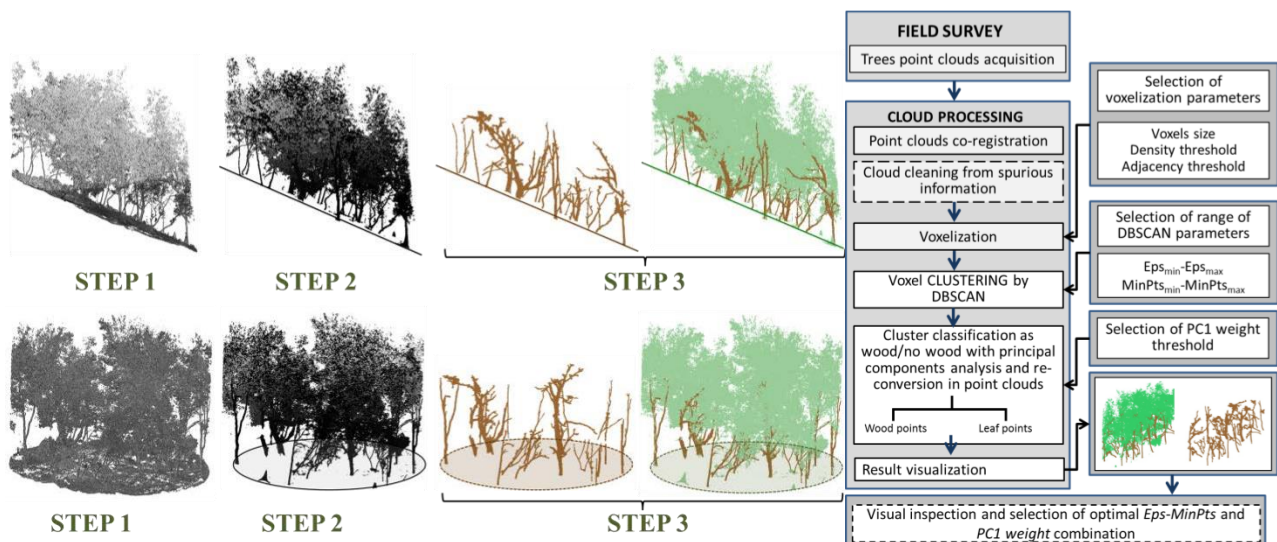 STEP 1
STEP 2
STEP 3
STEP 1
STEP 2
STEP 3
FIELD SURVEY
Trees point clouds acquisition
CLOUD PROCESSING
Point clouds co-registration
Cloud cleaning from spurious
information
Voxelization
Voxel CLUSTERING by
DBSCAN
Cluster classification as
wood/no wood with principal
components analysis and re-
conversion in point clouds
Wood points
Leaf points
Result visualization
Selection of
voxelization parameters
Voxels size
Density threshold
Adjacency threshold
Selection of range of
DBSCAN parameters
Epsmin-Epsmax
MinPtsmin-MinPtsmax
Selection of PC1 weight
threshold
Visual inspection and selection of optimal Eps-MinPts and
PC1 weight combination